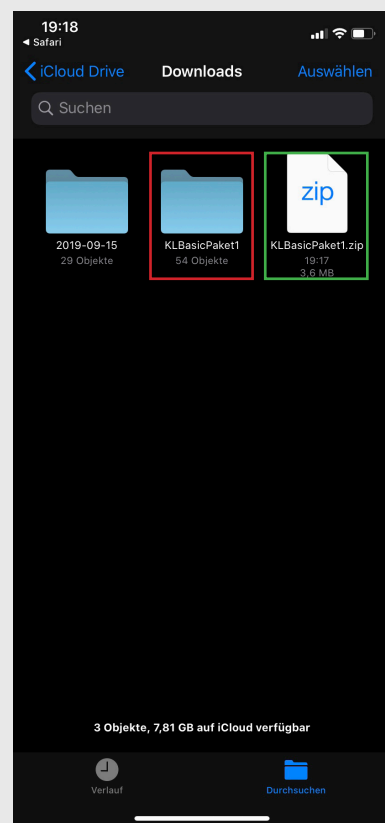 19:18
◀ Safari
iCloud Drive
Downloads
Auswählen
Suchen
zip
2019-09-15
29 Objekte
KLBasicPaket1
54 Objekte
KLBasicPaket1.zip
19:17
3,6 MB
3 Objekte, 7,81 GB auf iCloud verfügbar
Verlauf
Durchsuchen